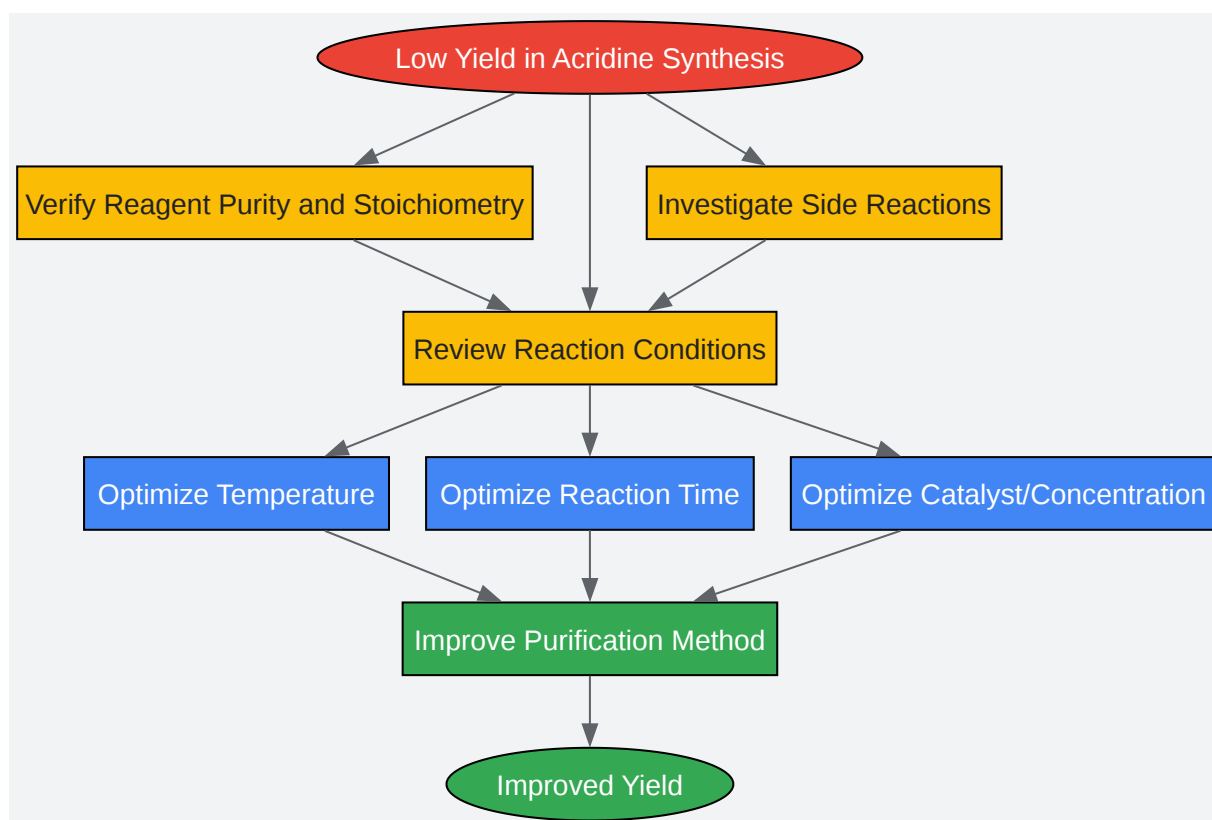 Low Yield in Acridine Synthesis
Verify Reagent Purity and Stoichiometry
Investigate Side Reactions
Review Reaction Conditions
Optimize Temperature
Optimize Reaction Time
Optimize Catalyst/Concentration
Improve Purification Method
Improved Yield